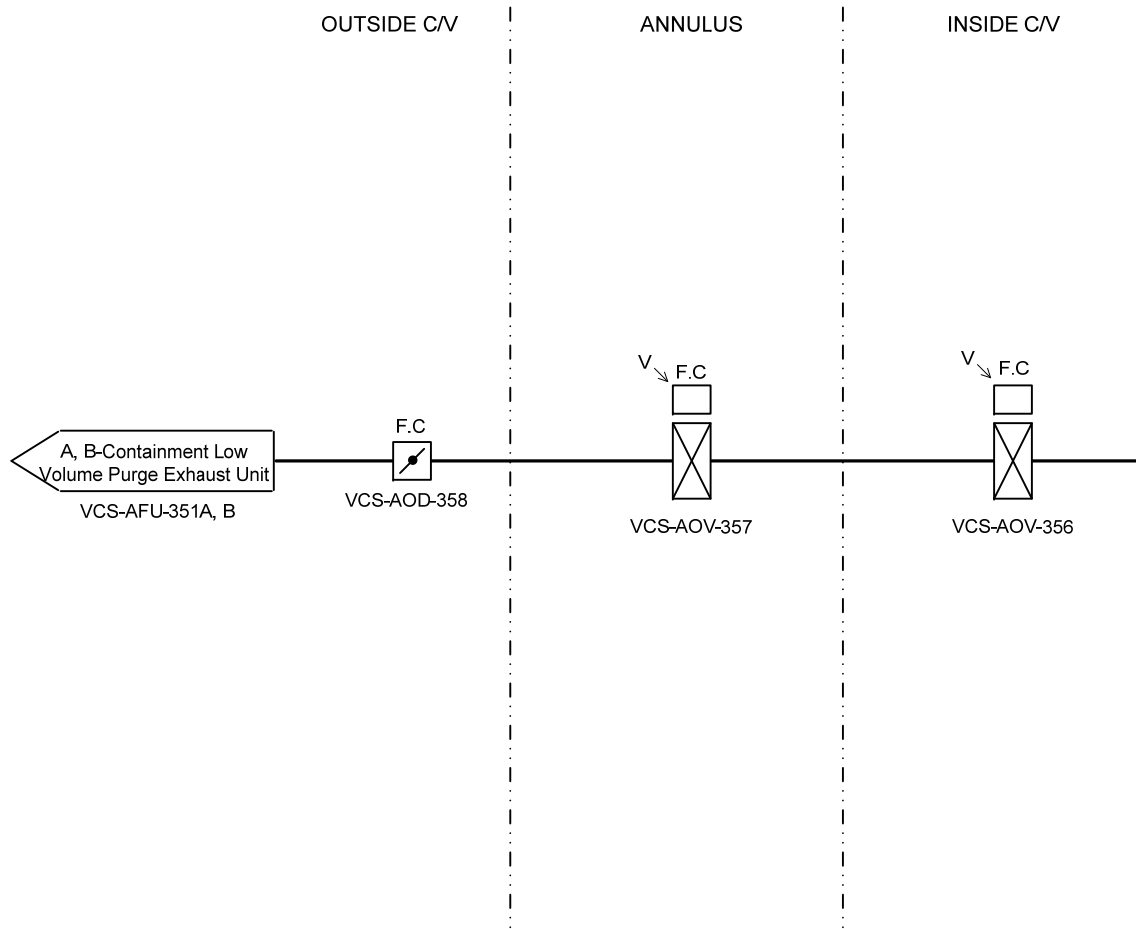 OUTSIDE C/V
ANNULUS
INSIDE C/V
V
F.C
V
F.C
F.C
A, B-Containment Low
Volume Purge Exhaust Unit
VCS-AFU-351A, B
VCS-AOD-358
VCS-AOV-357
VCS-AOV-356